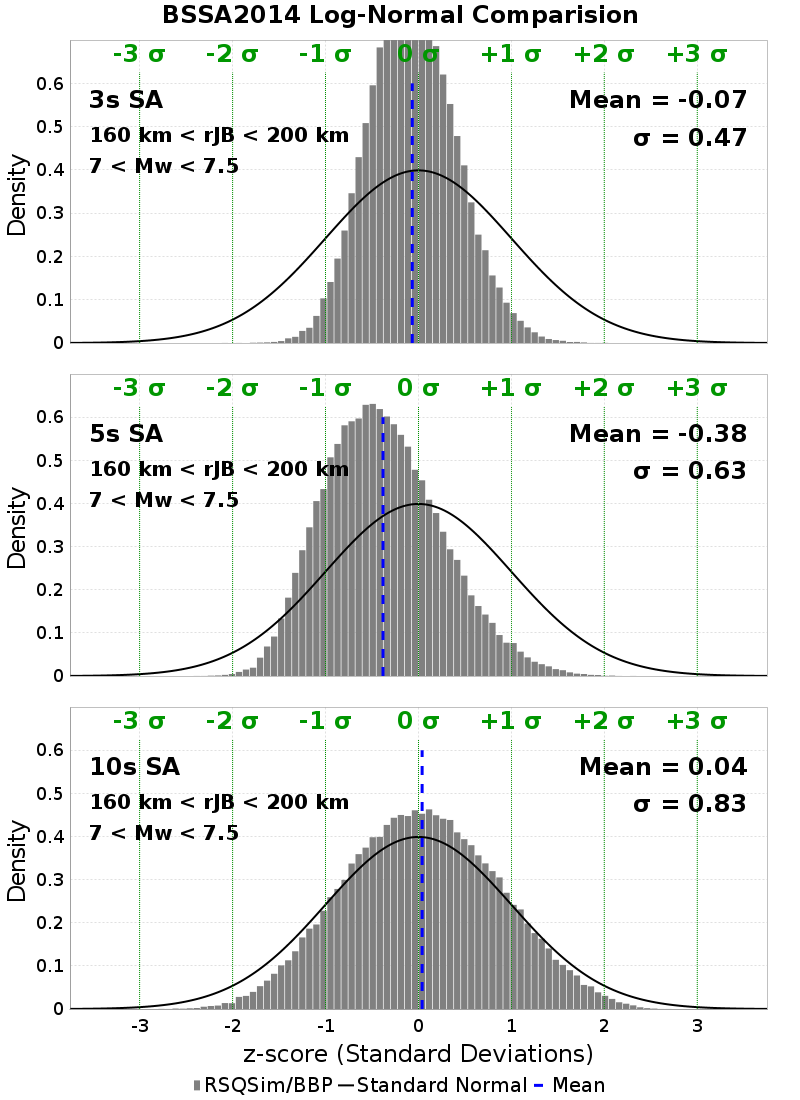 BSSA2014 Log-Normal Comparision
-3 σ -2 σ -1 σ 0 σ +1 σ +2 σ +3 σ
3s SA
160 km < rJB < 200 km
7 < Mw < 7.5
Mean = -0.07
σ = 0.47
Density
0.6
0.5
0.4
0.3
0.2
0.1
0
-3 σ -2 σ -1 σ 0 σ +1 σ +2 σ +3 σ
5s SA
160 km < rJB < 200 km
7 < Mw < 7.5
Mean = -0.38
σ = 0.63
Density
0.6
0.5
0.4
0.3
0.2
0.1
0
-3 σ -2 σ -1 σ 0 σ +1 σ +2 σ +3 σ
10s SA
160 km < rJB < 200 km
7 < Mw < 7.5
Mean = 0.04
σ = 0.83
Density
0.6
0.5
0.4
0.3
0.2
0.1
0
-3 -2 -1 0 1 2 3
z-score (Standard Deviations)
RSQSim/BBP Standard Normal Mean